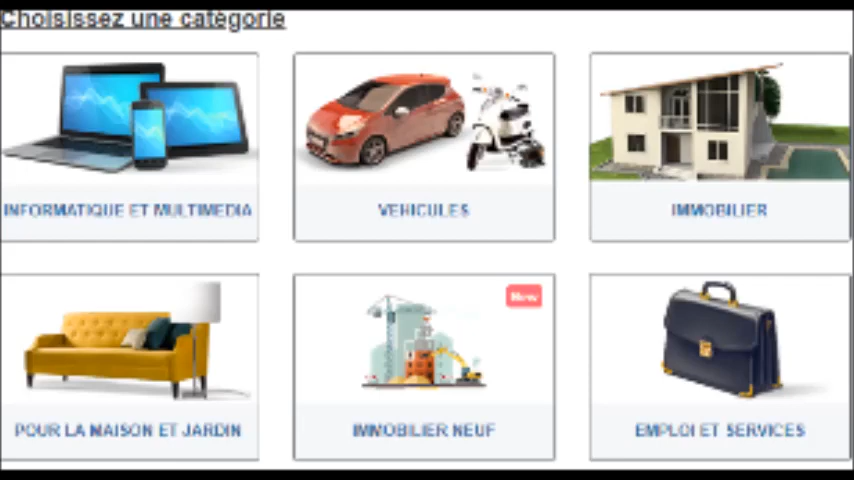 Choisissez une catégorie
INFORMATIQUE ET MULTIMEDIA
VEHICULES
IMMOBILIER
New
POUR LA MAISON ET JARDIN
IMMOBILIER NEUF
EMPLOI ET SERVICES